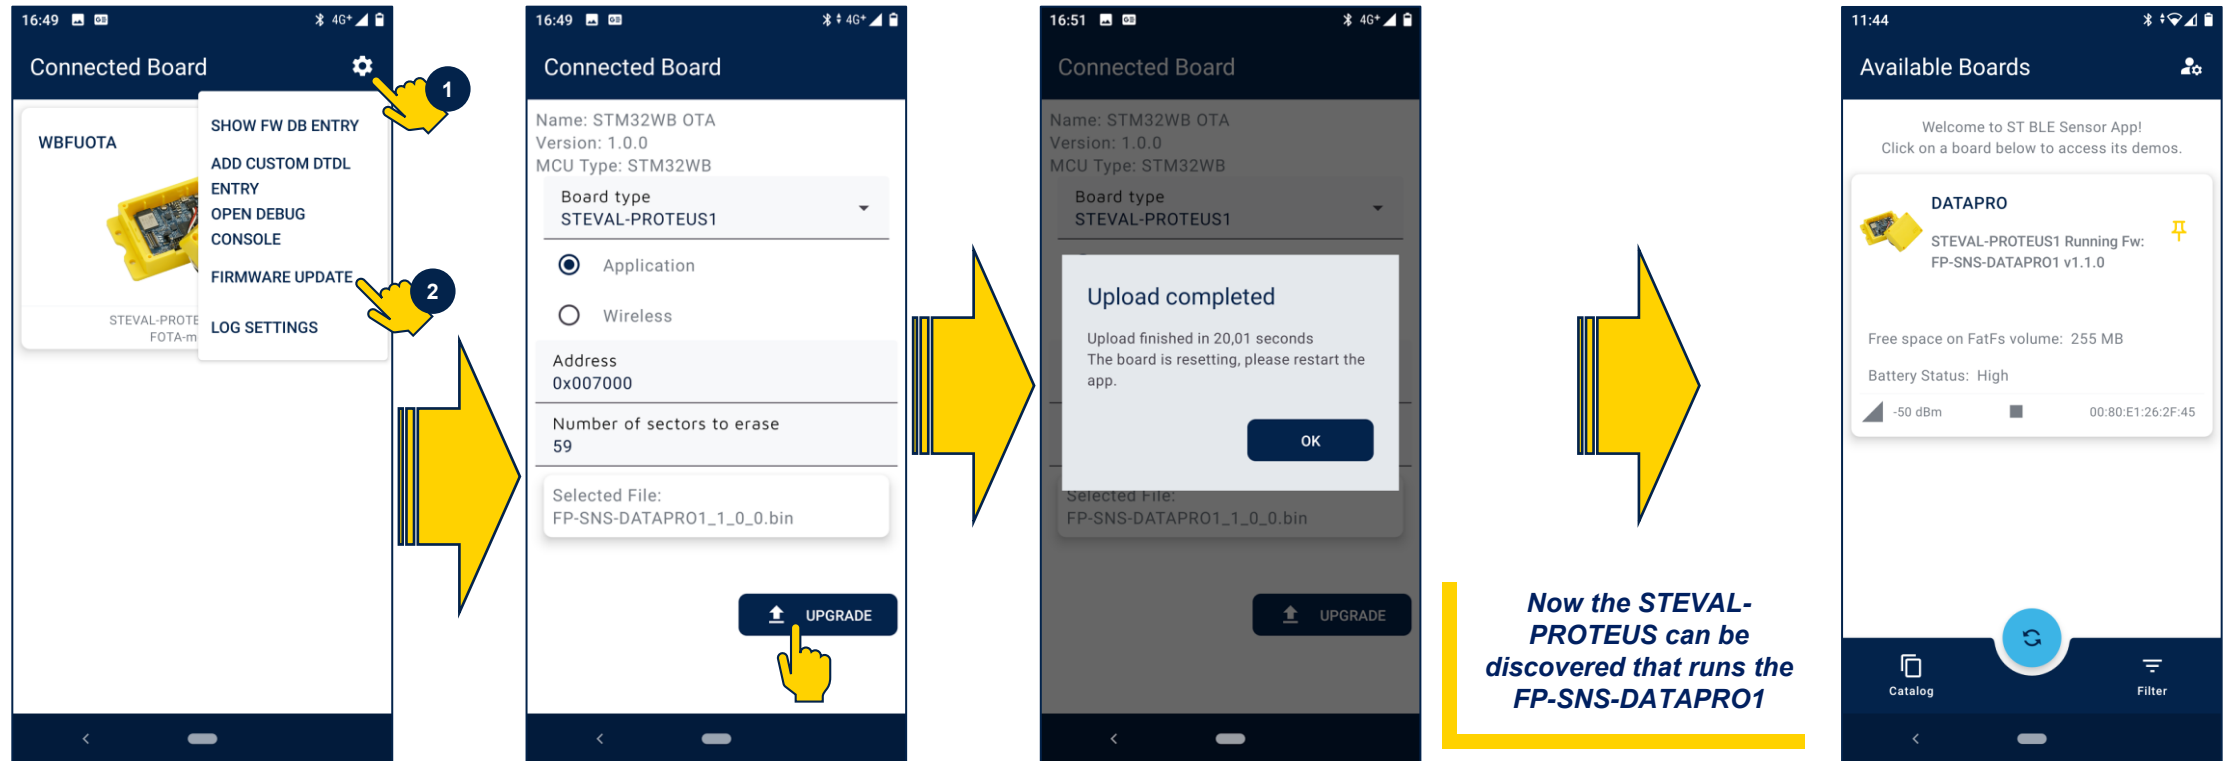 16:49
4G+
Connected Board
1
WBFUOTA
SHOW FW DB ENTRY
ADD CUSTOM DTDL
ENTRY
OPEN DEBUG
CONSOLE
FIRMWARE UPDATE
2
LOG SETTINGS
STEVAL-PROTE
FOTA-m
16:49
4G+
Connected Board
Name: STM32WB OTA
Version: 1.0.0
MCU Type: STM32WB
Board type
STEVAL-PROTEUS1
Application
Wireless
Address
0x007000
Number of sectors to erase
59
Selected File:
FP-SNS-DATAPRO1_1_0_0.bin
UPGRADE
16:51
4G+
Connected Board
Name: STM32WB OTA
Version: 1.0.0
MCU Type: STM32WB
Board type
STEVAL-PROTEUS1
Upload completed
Upload finished in 20,01 seconds
The board is resetting, please restart the
app.
OK
Selected File:
FP-SNS-DATAPRO1_1_0_0.bin
UPGRADE
Now the STEVAL-
PROTEUS can be
discovered that runs the
FP-SNS-DATAPRO1
11:44
Available Boards
Welcome to ST BLE Sensor App!
Click on a board below to access its demos.
DATAPRO
STEVAL-PROTEUS1 Running Fw:
FP-SNS-DATAPRO1 v1.1.0
Free space on FatFs volume: 255 MB
Battery Status: High
-50 dBm
00:80:E1:26:2F:45
Catalog
Filter